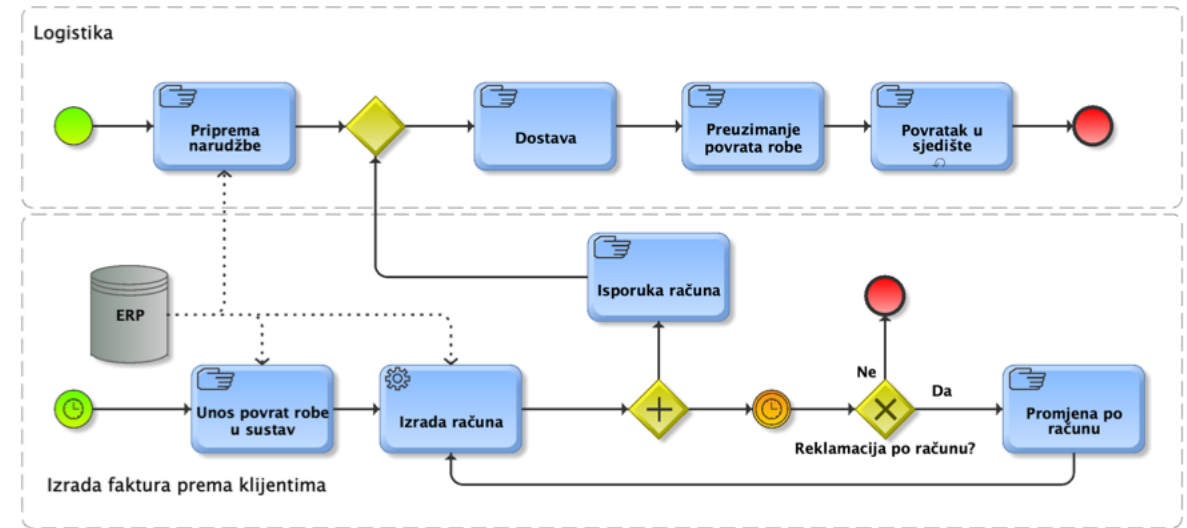 Logistika
Priprema
narudžbe
Dostava
Preuzimanje
povrata robe
Povratak u
sjedište
Isporuka računa
ERP
Ne
Da
Unos povrat robe
u sustav
Izrada računa
Promjena po
računu
Reklamacija po računu?
Izrada faktura prema klijentima